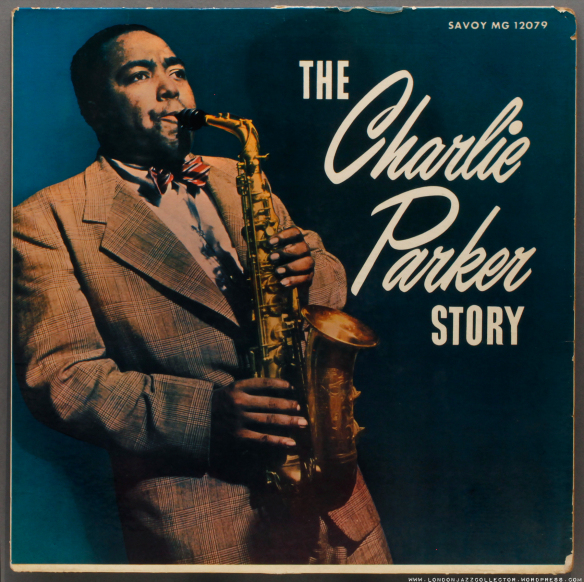 SAVOY MG 12079
THE
Charlie
Parker
STORY
WWW.LONDONJAZZCOLLECTOR.WORDPRESS.COM